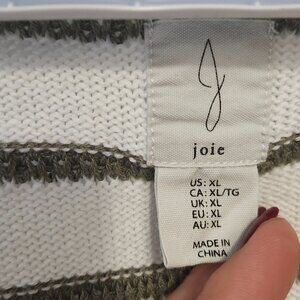 J
joie
US: XL
CA: XL/TG
UK: XL
EU: XL
AU: XL
MADE IN
CHINA